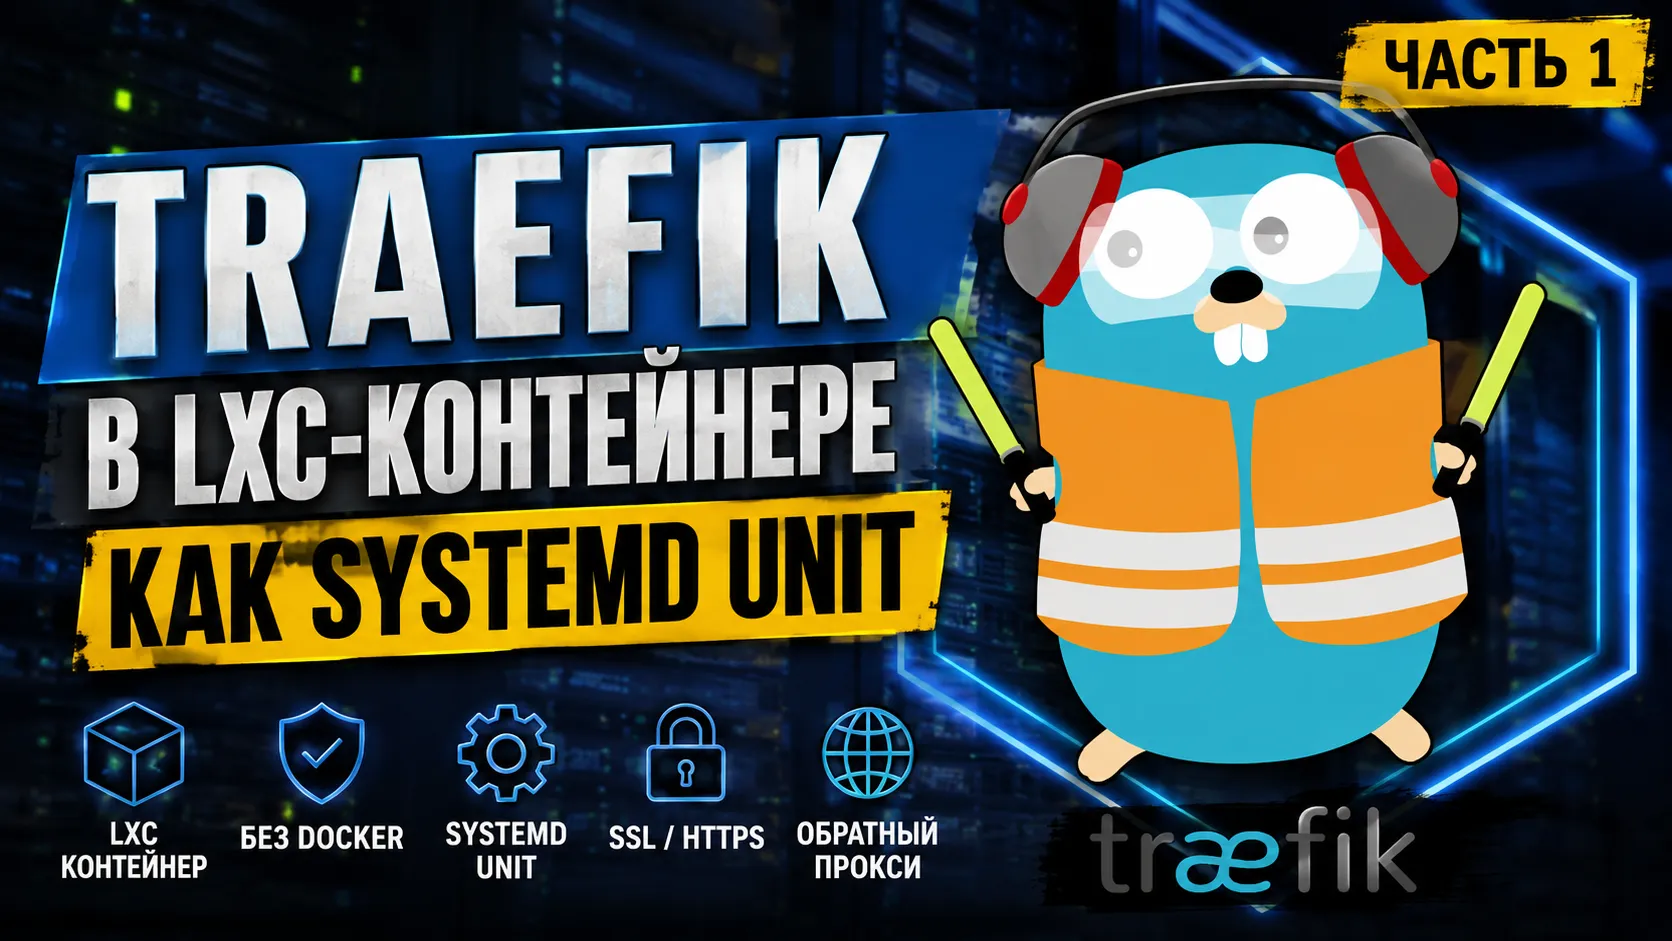 ЧАСТЬ 1
TRAEFIK
В LXC-КОНТЕЙНЕРЕ
КАК SYSTEMD UNIT
LXC
КОНТЕЙНЕР
БЕЗ DOCKER
SYSTEMD
UNIT
SSL / HTTPS
ОБРАТНЫЙ
ПРОКСИ
træfik